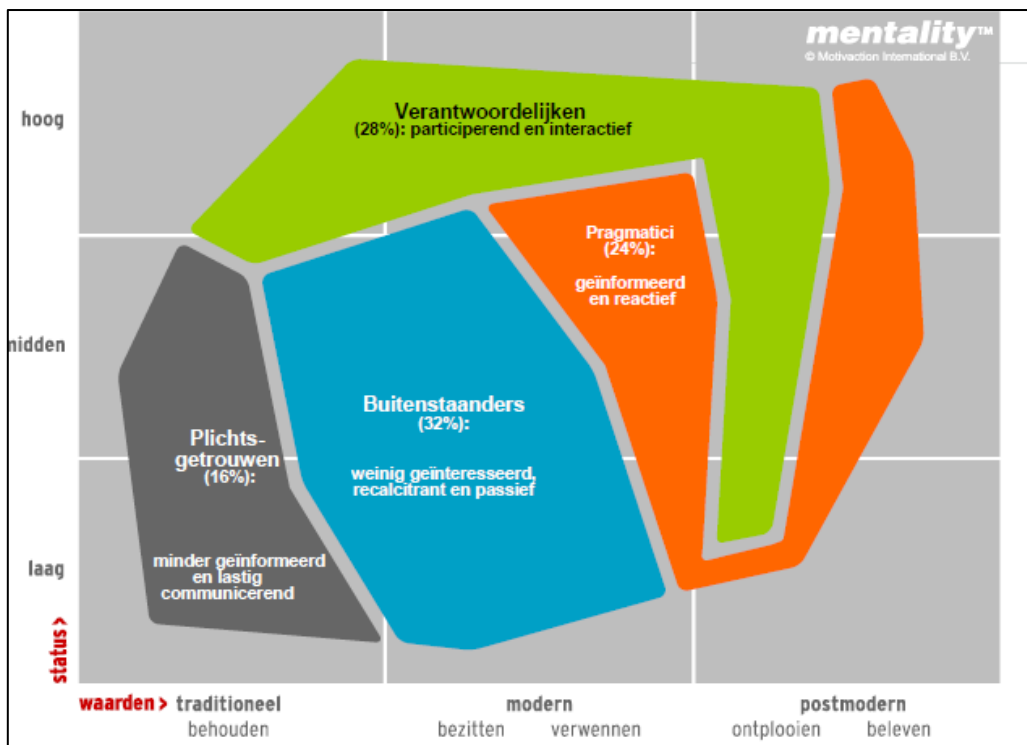 mentality™
© Motivaction International B.V.
hoog
Verantwoordelijken
(28%): participerend en interactief
Pragmatici
(24%):
geïnformeerd
en reactief
midden
Buitenstaanders
(32%):
weinig geïnteresseerd,
recalcitrant en passief
Plichts-
getrouwen
(16%):
minder geïnformeerd
en lastig
communicerend
laag
status >
waarden > traditioneel modern postmodern
behouden bezitten verwennen ontplooien beleven